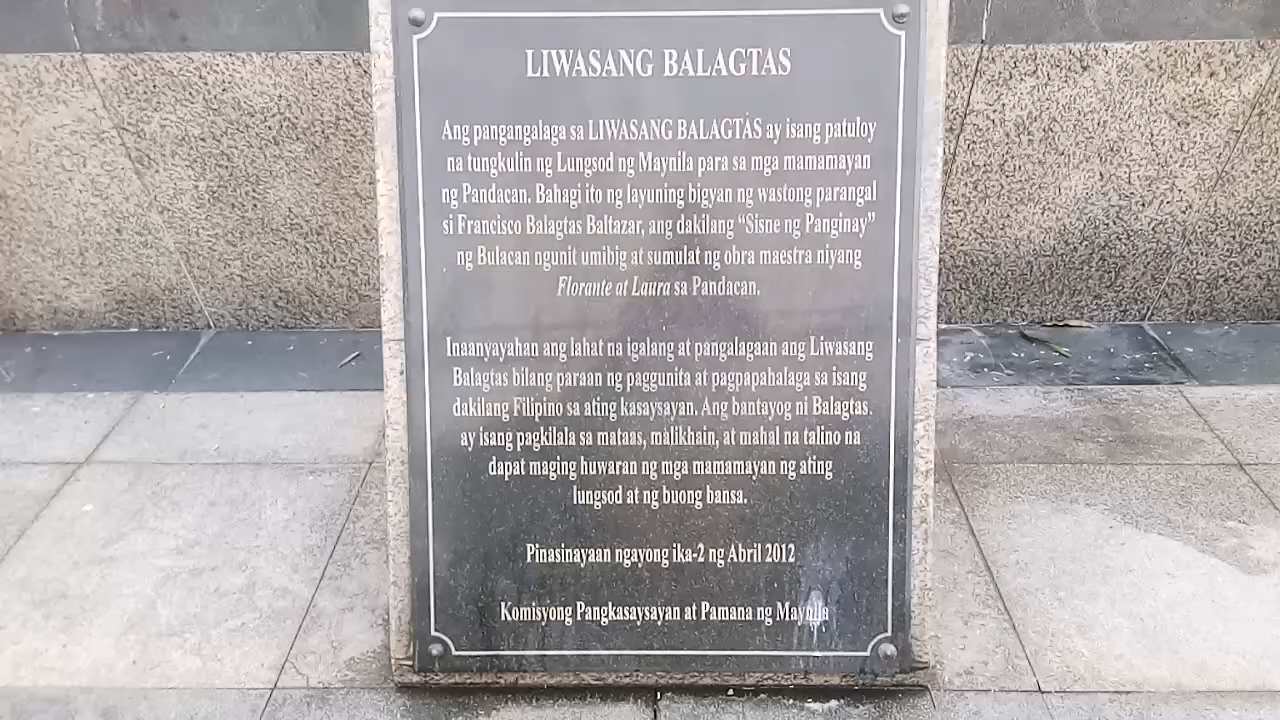 LIWASANG BALAGTAS
Ang pangangalaga sa LIWASANG BALAGTAS ay isang patuloy
na tungkulin ng Lungsod ng Maynila para sa mga mamamayan
ng Pandacan. Bahagi ito ng layuning bigyan ng wastong parangal
si Francisco Balagtas Baltazar, ang dakilang “Sisne ng Panginay”
ng Bulacan ngunit umibig at sumulat ng obra maestra niyang
Florante at Laura sa Pandacan.
Inaanyayahan ang lahat na igalang at pangalagaan ang Liwasang
Balagtas bilang paraan ng paggunita at pagpapahalaga sa isang
dakilang Filipino sa ating kasaysayan. Ang bantayog ni Balagtas.
ay isang pagkilala sa mataas, malikhain, at mahal na talino na
dapat maging huwaran ng mga mamamayan ng ating
lungsod at ng buong bansa.
Pinasinayaan ngayong ika-2 ng Abril 2012
Komisyong Pangkasaysayan at Pamana ng Maynila